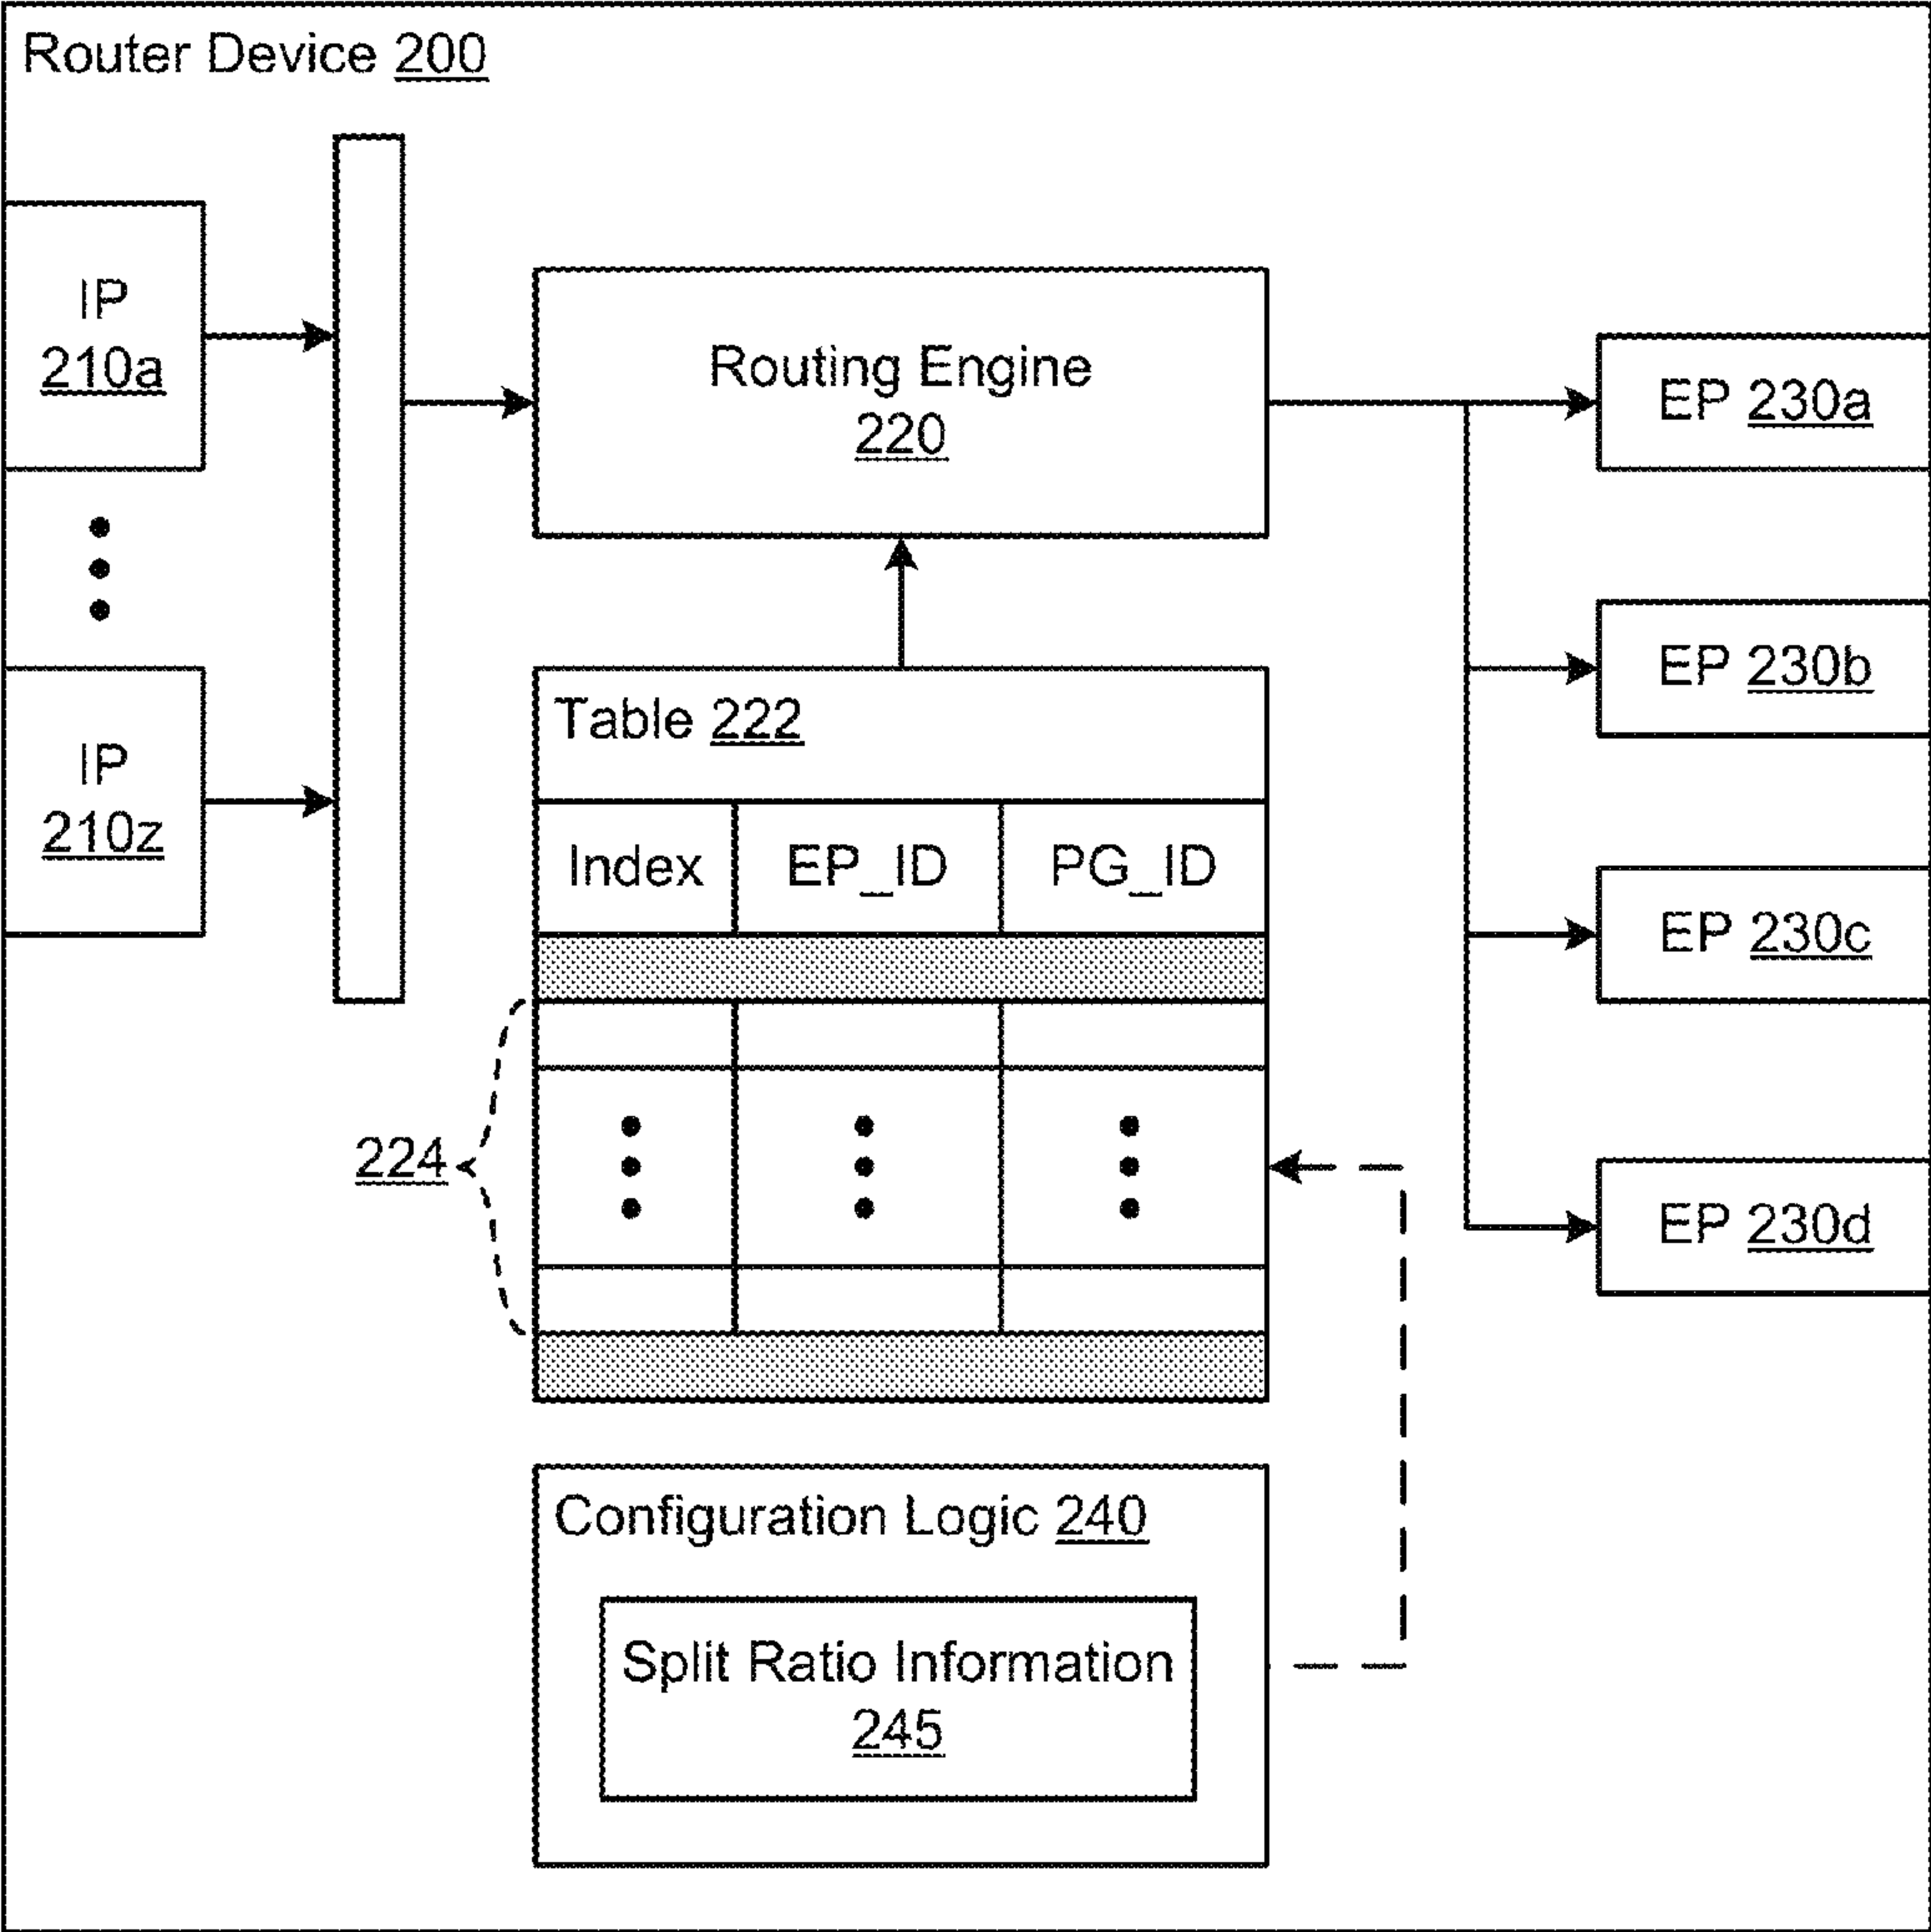 Router Device 200
IP
210a
IP
210z
Routing Engine
220
Table 222
Index EP_ID PG_ID
224
Configuration Logic 240
Split Ratio Information
245
EP 230a
EP 230b
EP 230c
EP 230d